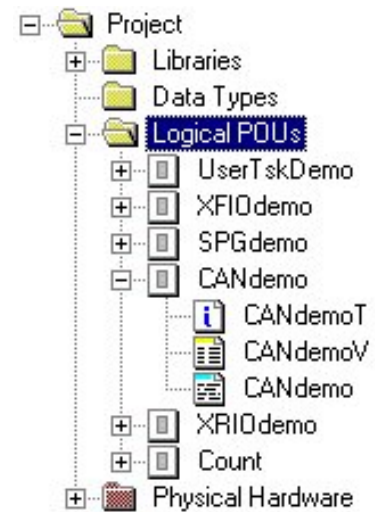 Project
Libraries
Data Types
Logical POUs
UserTskDemo
XFIOdemo
SPGdemo
CANdemo
CANdemoT
CANdemoV
CANdemo
XRIOdemo
Count
Physical Hardware